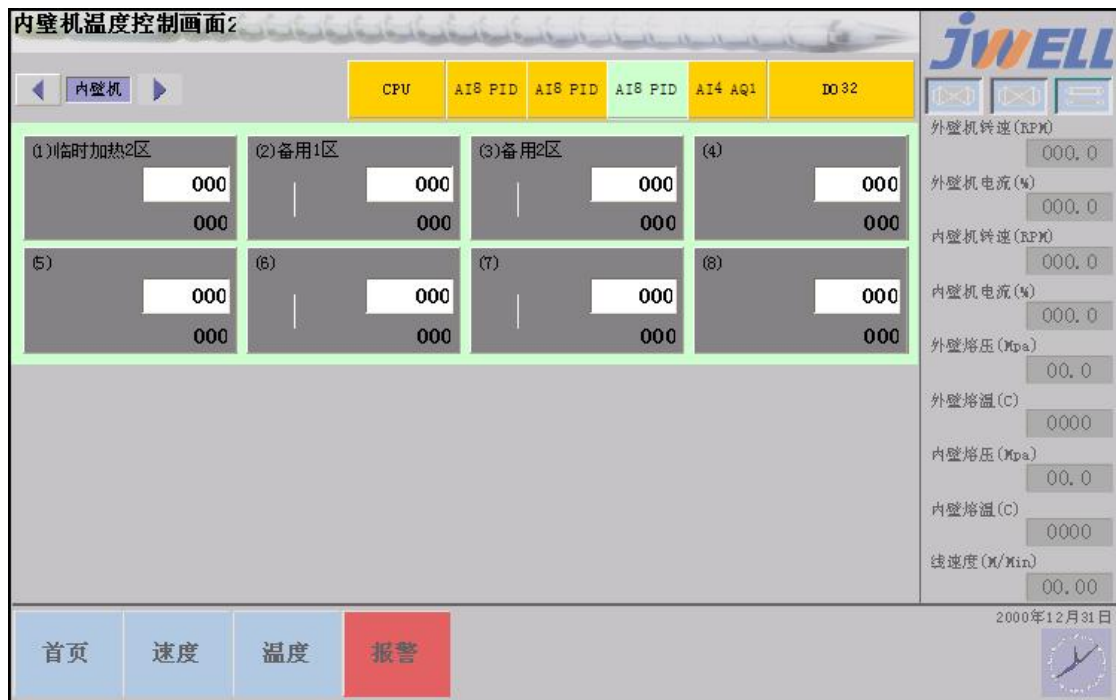 内壁机温度控制画面2
JWELL
内壁机
CPU
AI8 PID
AI8 PID
AI8 PID
AI4 AQ1
DO32
(1)临时加热2区
000
000
(2)备用1区
000
000
(3)备用2区
000
000
(4)
000
000
(5)
000
000
(6)
000
000
(7)
000
000
(8)
000
000
外壁机转速(RPM)
000.0
外壁机电流(%)
000.0
内壁机转速(RPM)
000.0
内壁机电流(%)
000.0
外壁熔压(Mpa)
00.0
外壁熔温(C)
0000
内壁熔压(Mpa)
00.0
内壁熔温(C)
0000
线速度(M/Min)
00.00
首页
速度
温度
报警
2000年12月31日